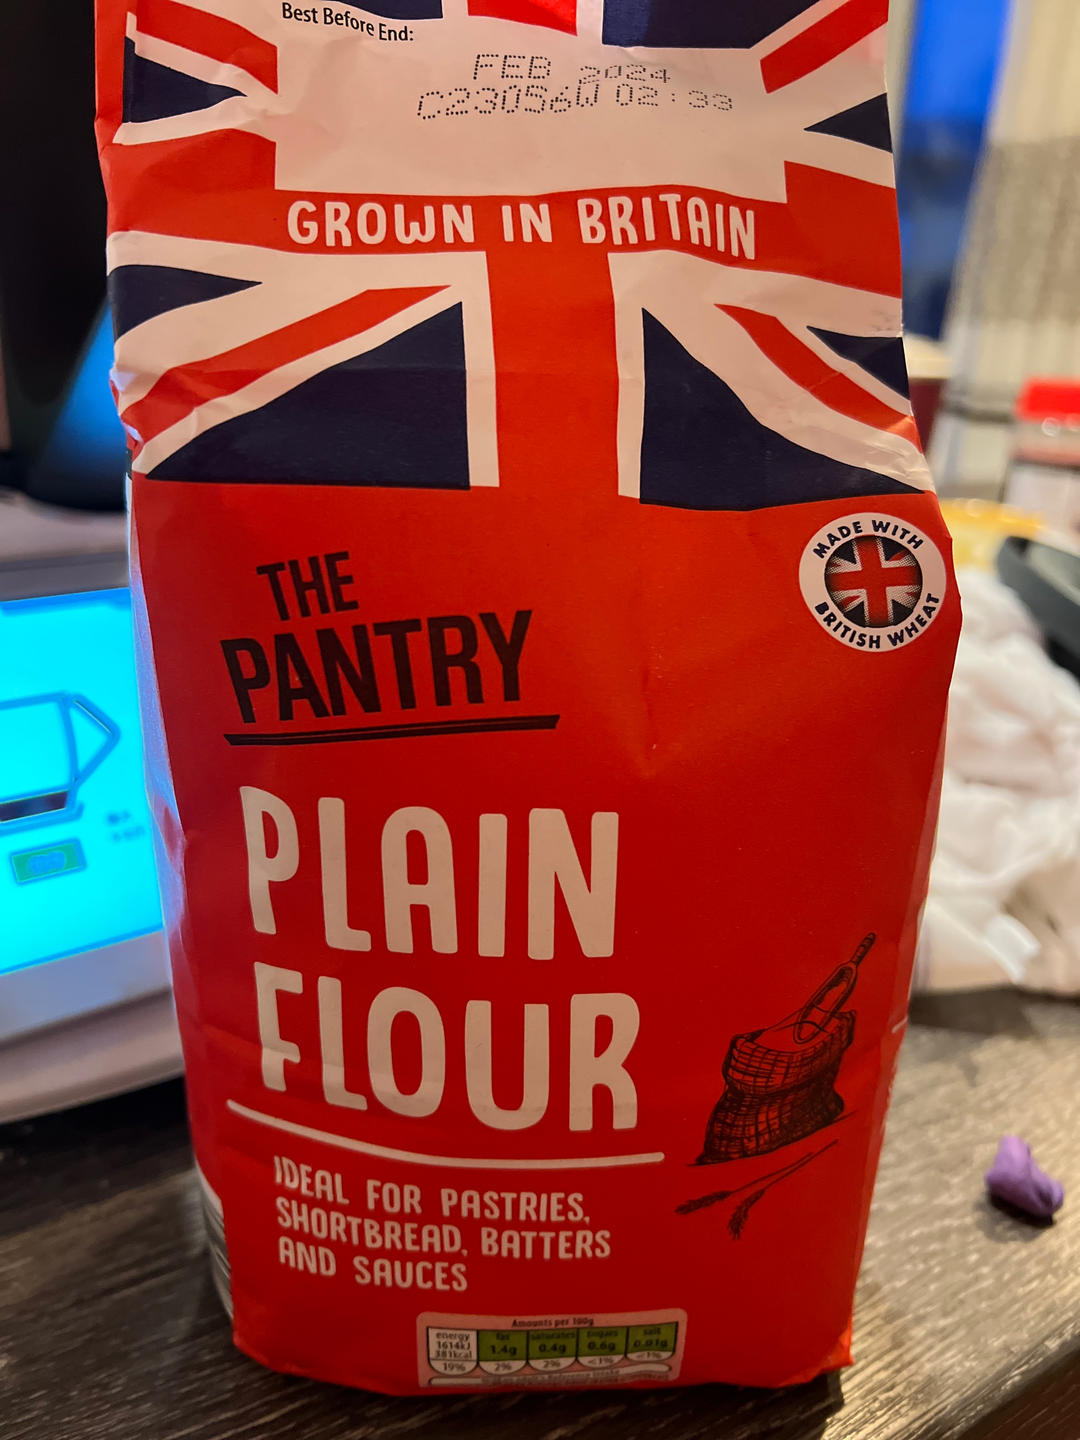 Best Before End:
FEB 2024
C23056W 02:33
GROWN IN BRITAIN
MADE WITH
BRITISH WHEAT
THE
PANTRY
PLAIN
FLOUR
IDEAL FOR PASTRIES,
SHORTBREAD, BATTERS
AND SAUCES
Amounts per 100g
energy fat saturates sugars salt
1614kJ 1.4g 0.4g 0.6g 0.01g
381kcal
19% 2% 2% <1% <1%